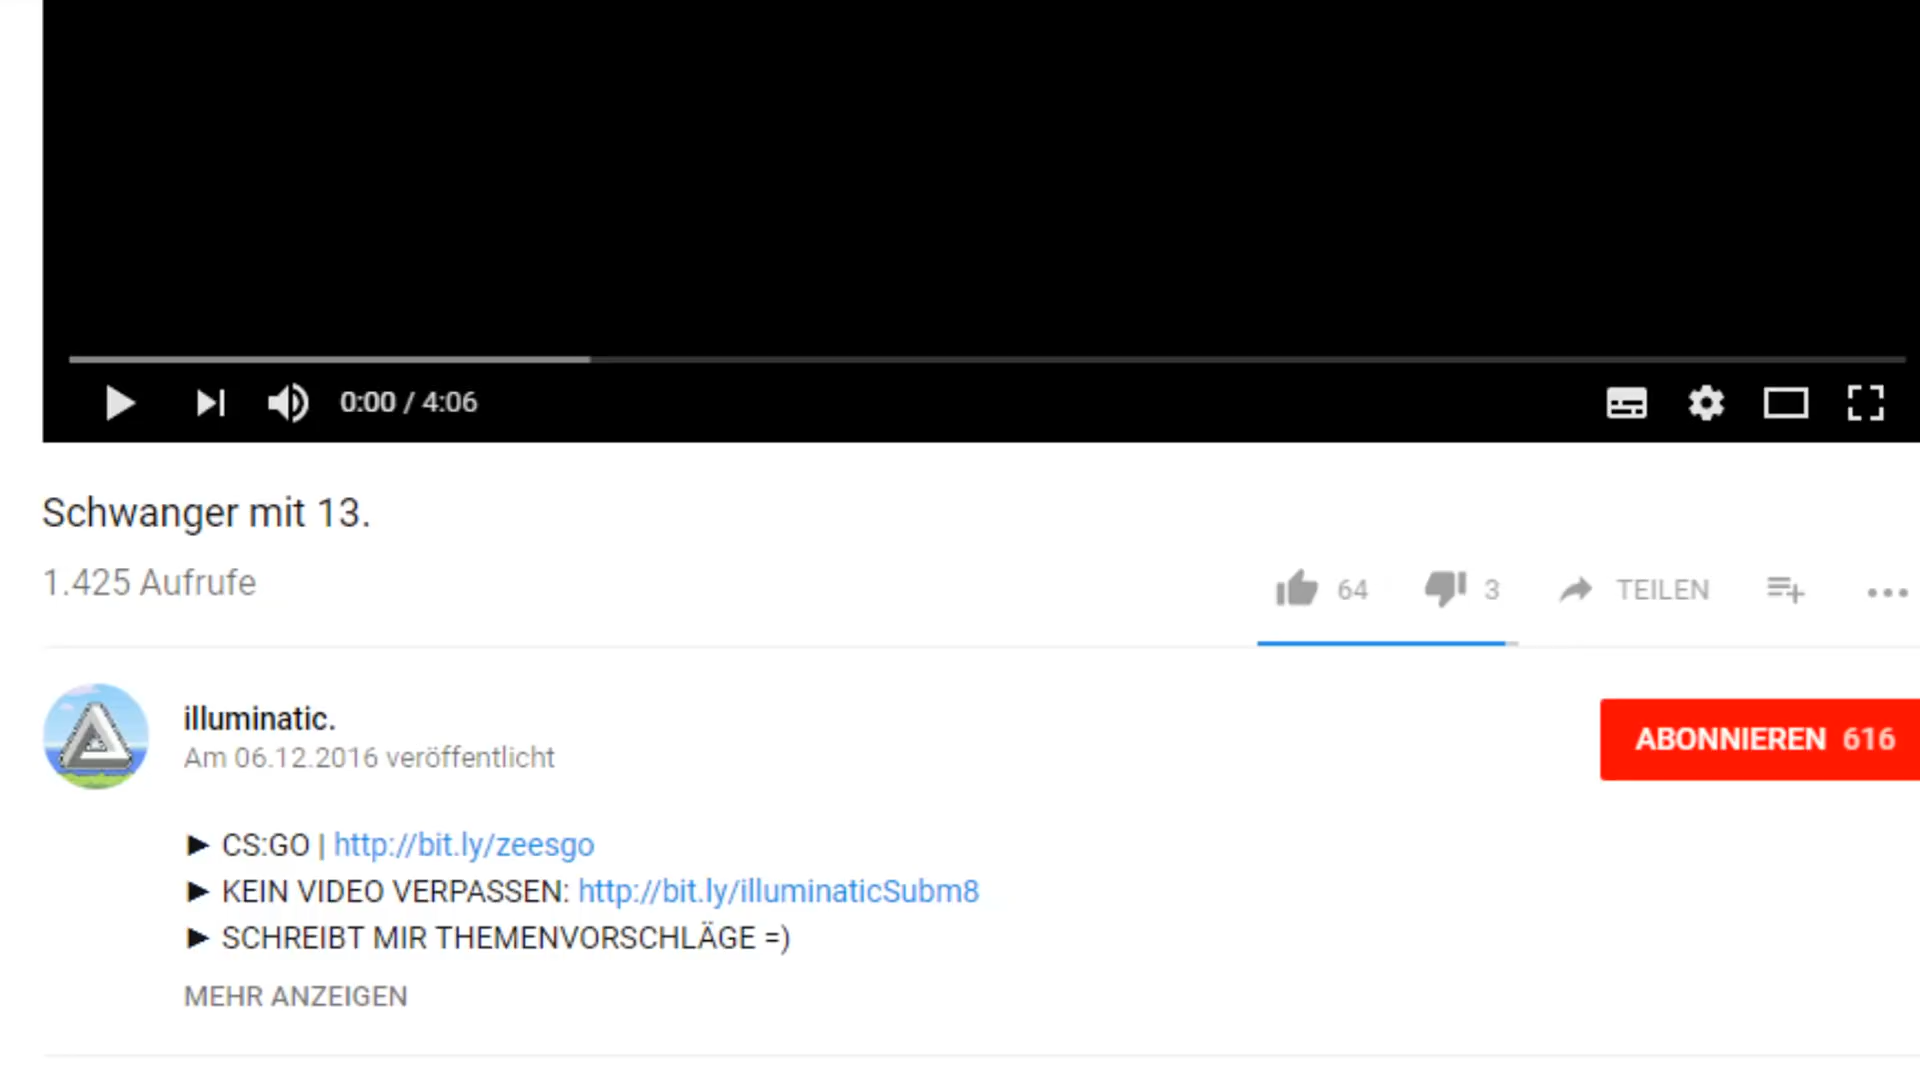 0:00 / 4:06
Schwanger mit 13.
1.425 Aufrufe
64 3 TEILEN
illuminatic.
Am 06.12.2016 veröffentlicht
ABONNIEREN 616
► CS:GO | http://bit.ly/zeesgo
► KEIN VIDEO VERPASSEN: http://bit.ly/illuminaticSubm8
► SCHREIBT MIR THEMENVORSCHLÄGE =)
MEHR ANZEIGEN